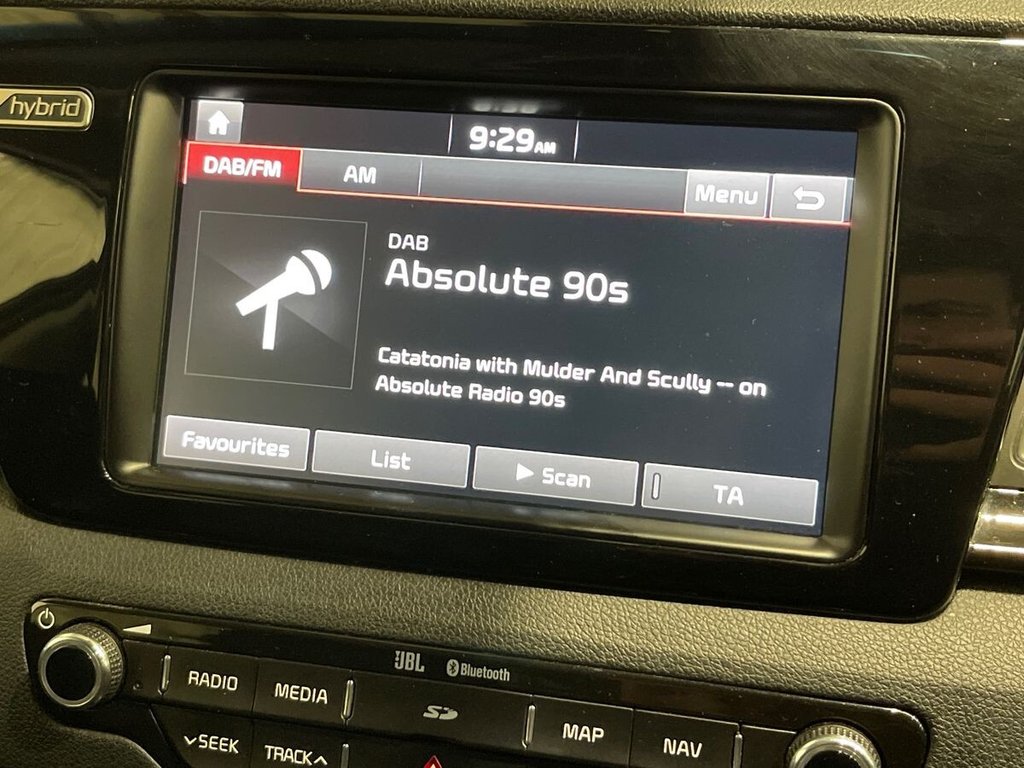 hybrid
9:29AM
DAB/FM
AM
Menu
DAB
Absolute 90s
Catatonia with Mulder And Scully -- on
Absolute Radio 90s
Favourites
List
Scan
TA
JBL
Bluetooth
RADIO
MEDIA
SD
MAP
NAV
SEEK
TRACK